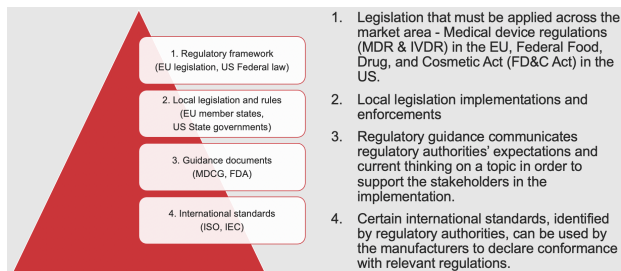 1. Regulatory framework
(EU legislation, US Federal law)
2. Local legislation and rules
(EU member states,
US State governments)
3. Guidance documents
(MDCG, FDA)
4. International standards
(ISO, IEC)
1. Legislation that must be applied across the
market area - Medical device regulations
(MDR & IVDR) in the EU, Federal Food,
Drug, and Cosmetic Act (FD&C Act) in the
US.
2. Local legislation implementations and
enforcements
3. Regulatory guidance communicates
regulatory authorities' expectations and
current thinking on a topic in order to
support the stakeholders in the
implementation.
4. Certain international standards, identified
by regulatory authorities, can be used by
the manufacturers to declare conformance
with relevant regulations.